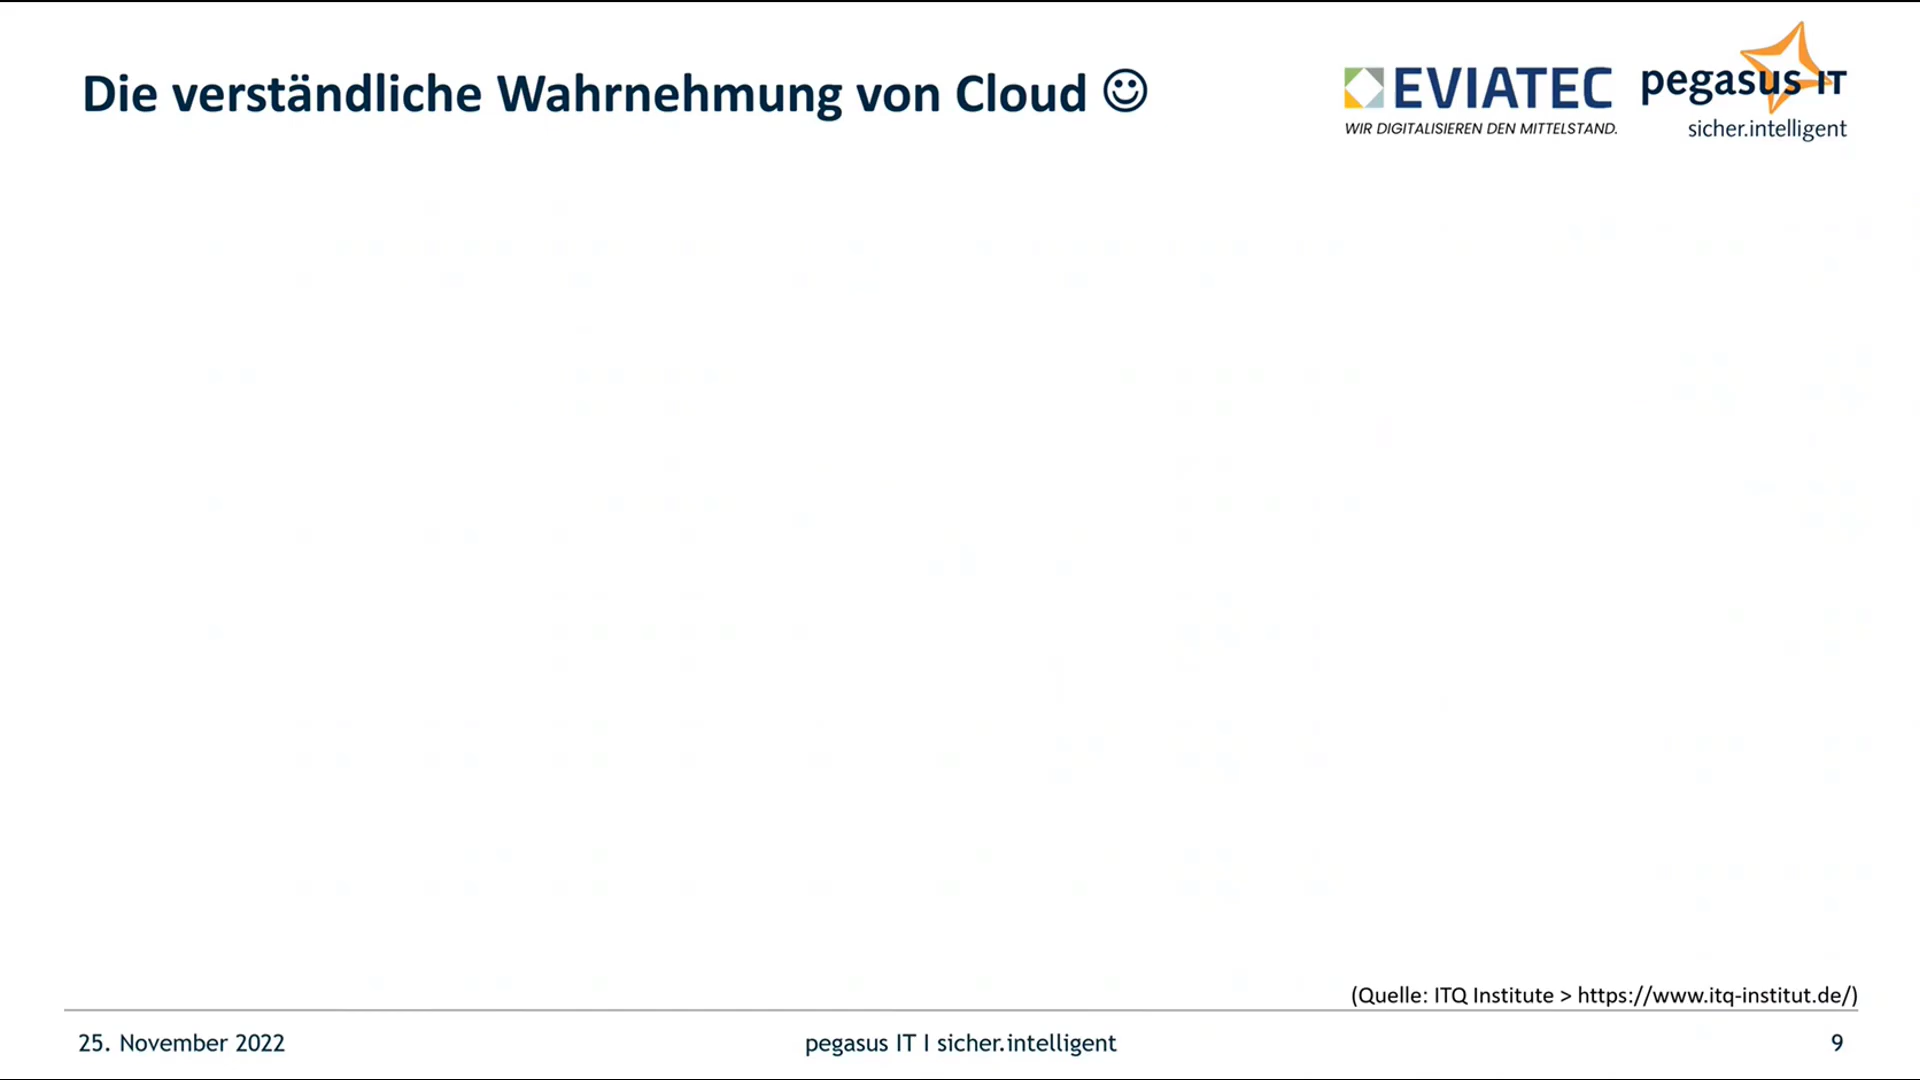 Die verständliche Wahrnehmung von Cloud ☺
EVIATEC
WIR DIGITALISIEREN DEN MITTELSTAND.
pegasus IT
sicher.intelligent
(Quelle: ITQ Institute > https://www.itq-institut.de/)
25. November 2022
pegasus IT I sicher.intelligent
9